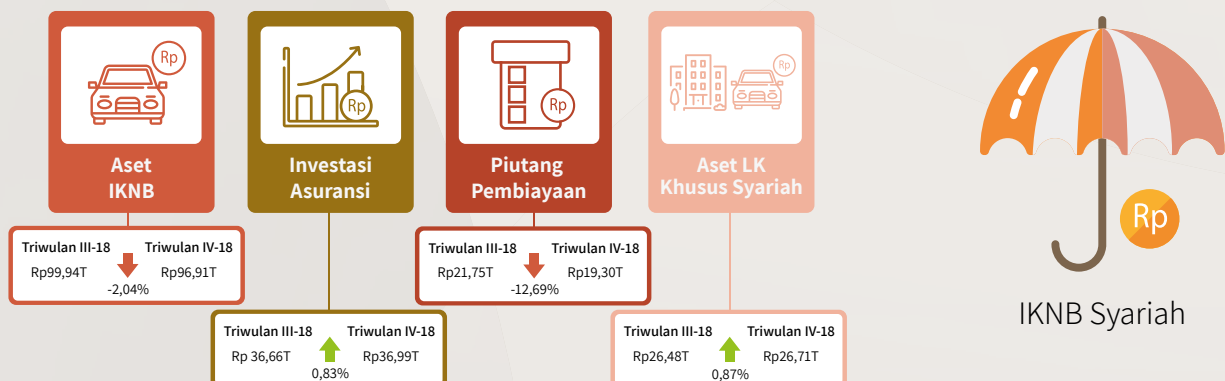 Rp
Aset
IKNB
Triwulan III-18 Triwulan IV-18
Rp99,94T Rp96,91T
-2,04%
Rp
Investasi
Asuransi
Triwulan III-18 Triwulan IV-18
Rp 36,66T Rp36,99T
0,83%
Rp
Piutang
Pembiayaan
Triwulan III-18 Triwulan IV-18
Rp21,75T Rp19,30T
-12,69%
Rp
Aset LK
Khusus Syariah
Triwulan III-18 Triwulan IV-18
Rp26,48T Rp26,71T
0,87%
Rp
IKNB Syariah